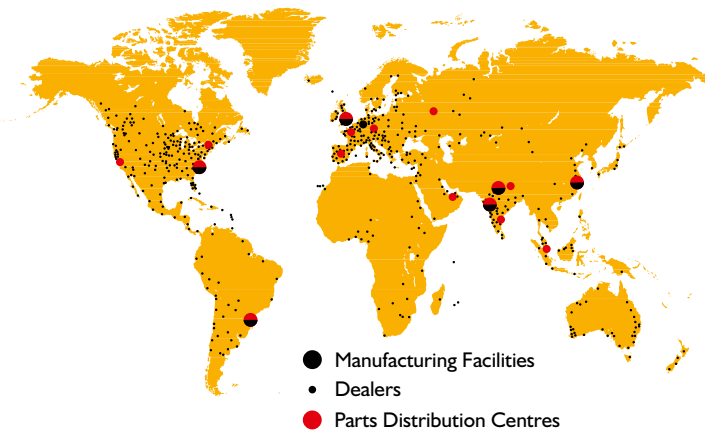 Manufacturing Facilities
Dealers
Parts Distribution Centres